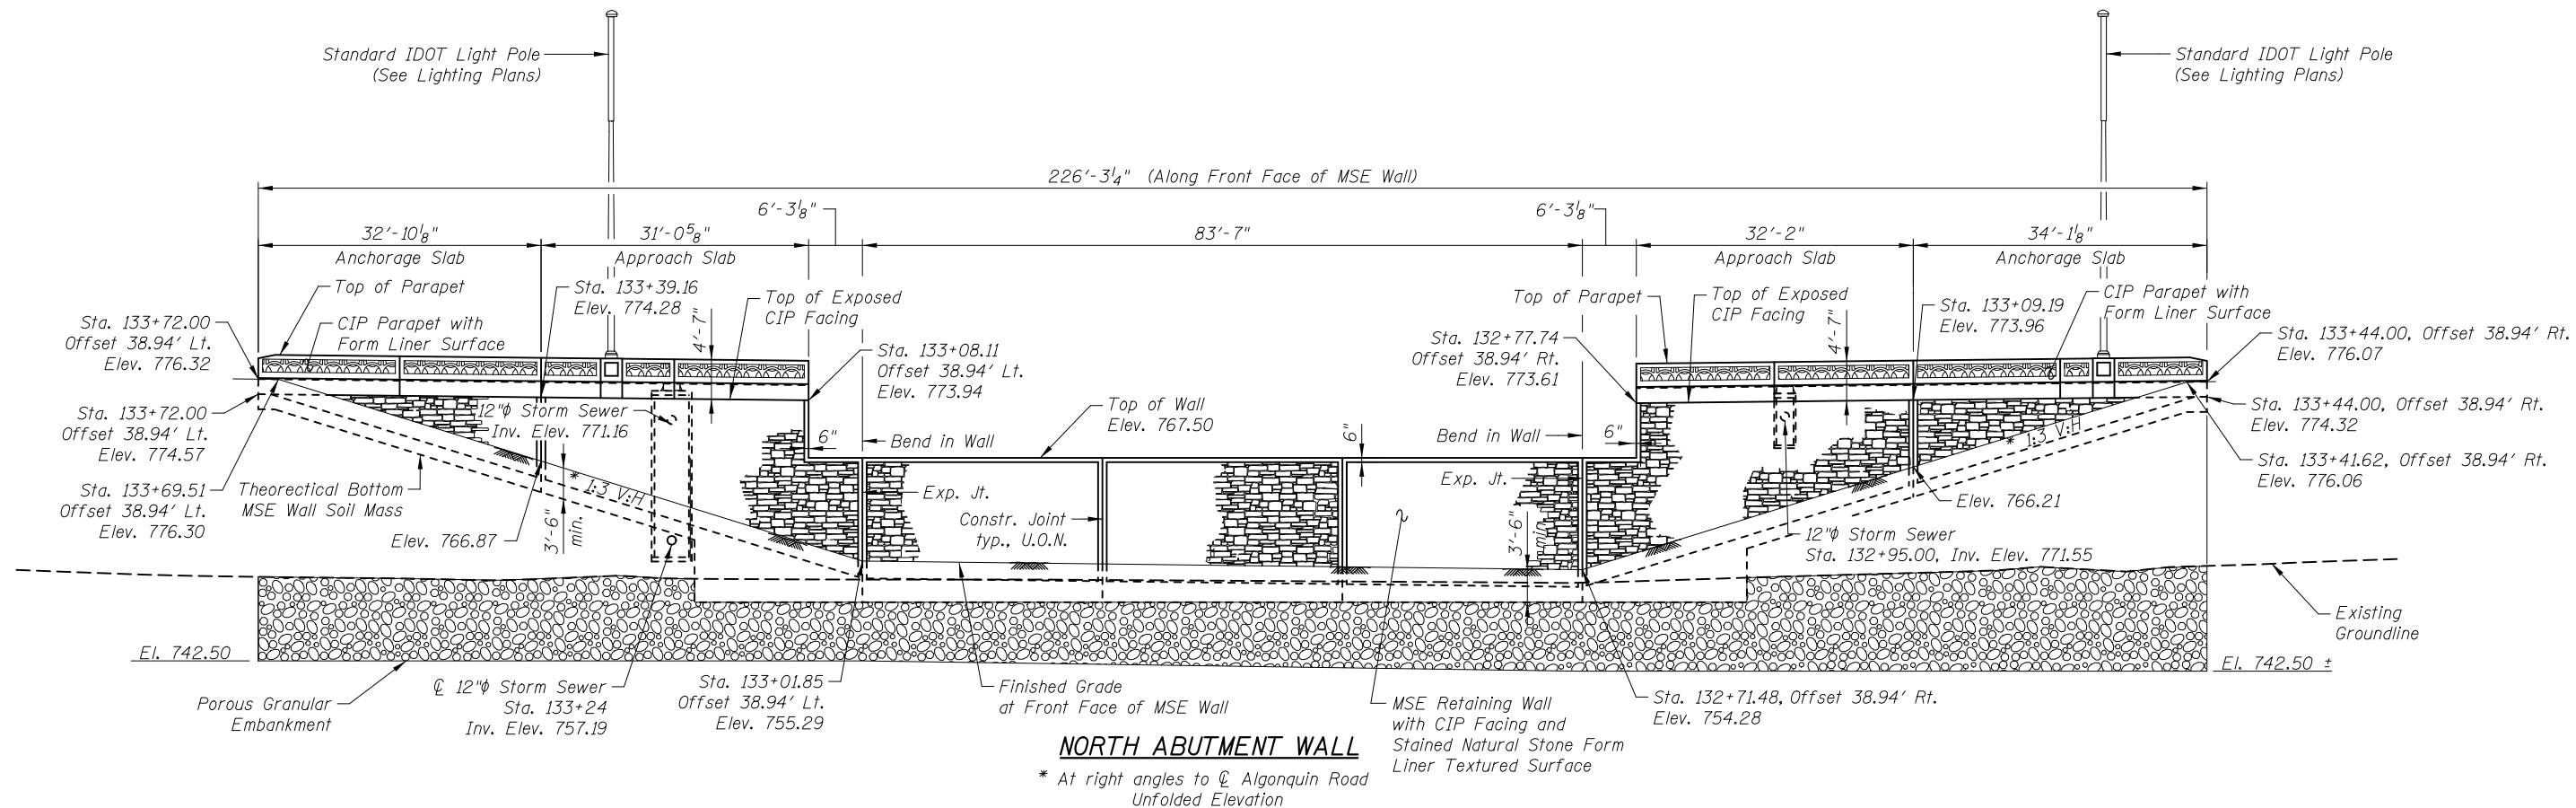 Standard IDOT Light Pole
(See Lighting Plans)
Standard IDOT Light Pole
(See Lighting Plans)
226'-3 1/4" (Along Front Face of MSE Wall)
6'-3 1/8"
6'-3 1/8"
32'-10 1/8"
Anchorage Slab
31'-0 5/8"
Approach Slab
83'-7"
32'-2"
Approach Slab
34'-1 1/8"
Anchorage Slab
Top of Parapet
Sta. 133+39.16
Elev. 774.28
Top of Exposed
CIP Facing
4'-7"
Sta. 133+72.00
Offset 38.94' Lt.
Elev. 776.32
CIP Parapet with
Form Liner Surface
Sta. 133+08.11
Offset 38.94' Lt.
Elev. 773.94
Sta. 132+77.74
Offset 38.94' Rt.
Elev. 773.61
Top of Parapet
Top of Exposed
CIP Facing
4'-7"
Sta. 133+09.19
Elev. 773.96
CIP Parapet with
Form Liner Surface
Sta. 133+44.00, Offset 38.94' Rt.
Elev. 776.07
Sta. 133+72.00
Offset 38.94' Lt.
Elev. 774.57
12"φ Storm Sewer
Inv. Elev. 771.16
6"
Bend in Wall
Top of Wall
Elev. 767.50
6"
Bend in Wall
6"
* 1:3 V:H
Sta. 133+44.00, Offset 38.94' Rt.
Elev. 774.32
Sta. 133+69.51
Offset 38.94' Lt.
Elev. 776.30
Theorectical Bottom
MSE Wall Soil Mass
Elev. 766.87
3'-6"
min.
* 1:3 V:H
Exp. Jt.
Constr. Joint
typ., U.O.N.
Exp. Jt.
3'-6"
min.
Elev. 766.21
Sta. 133+41.62, Offset 38.94' Rt.
Elev. 776.06
12"φ Storm Sewer
Sta. 132+95.00, Inv. Elev. 771.55
Existing
Groundline
El. 742.50
El. 742.50 ±
Porous Granular
Embankment
℄ 12"φ Storm Sewer
Sta. 133+24
Inv. Elev. 757.19
Sta. 133+01.85
Offset 38.94' Lt.
Elev. 755.29
Finished Grade
at Front Face of MSE Wall
MSE Retaining Wall
with CIP Facing and
Stained Natural Stone Form
Liner Textured Surface
Sta. 132+71.48, Offset 38.94' Rt.
Elev. 754.28
NORTH ABUTMENT WALL
* At right angles to ℄ Algonquin Road
Unfolded Elevation